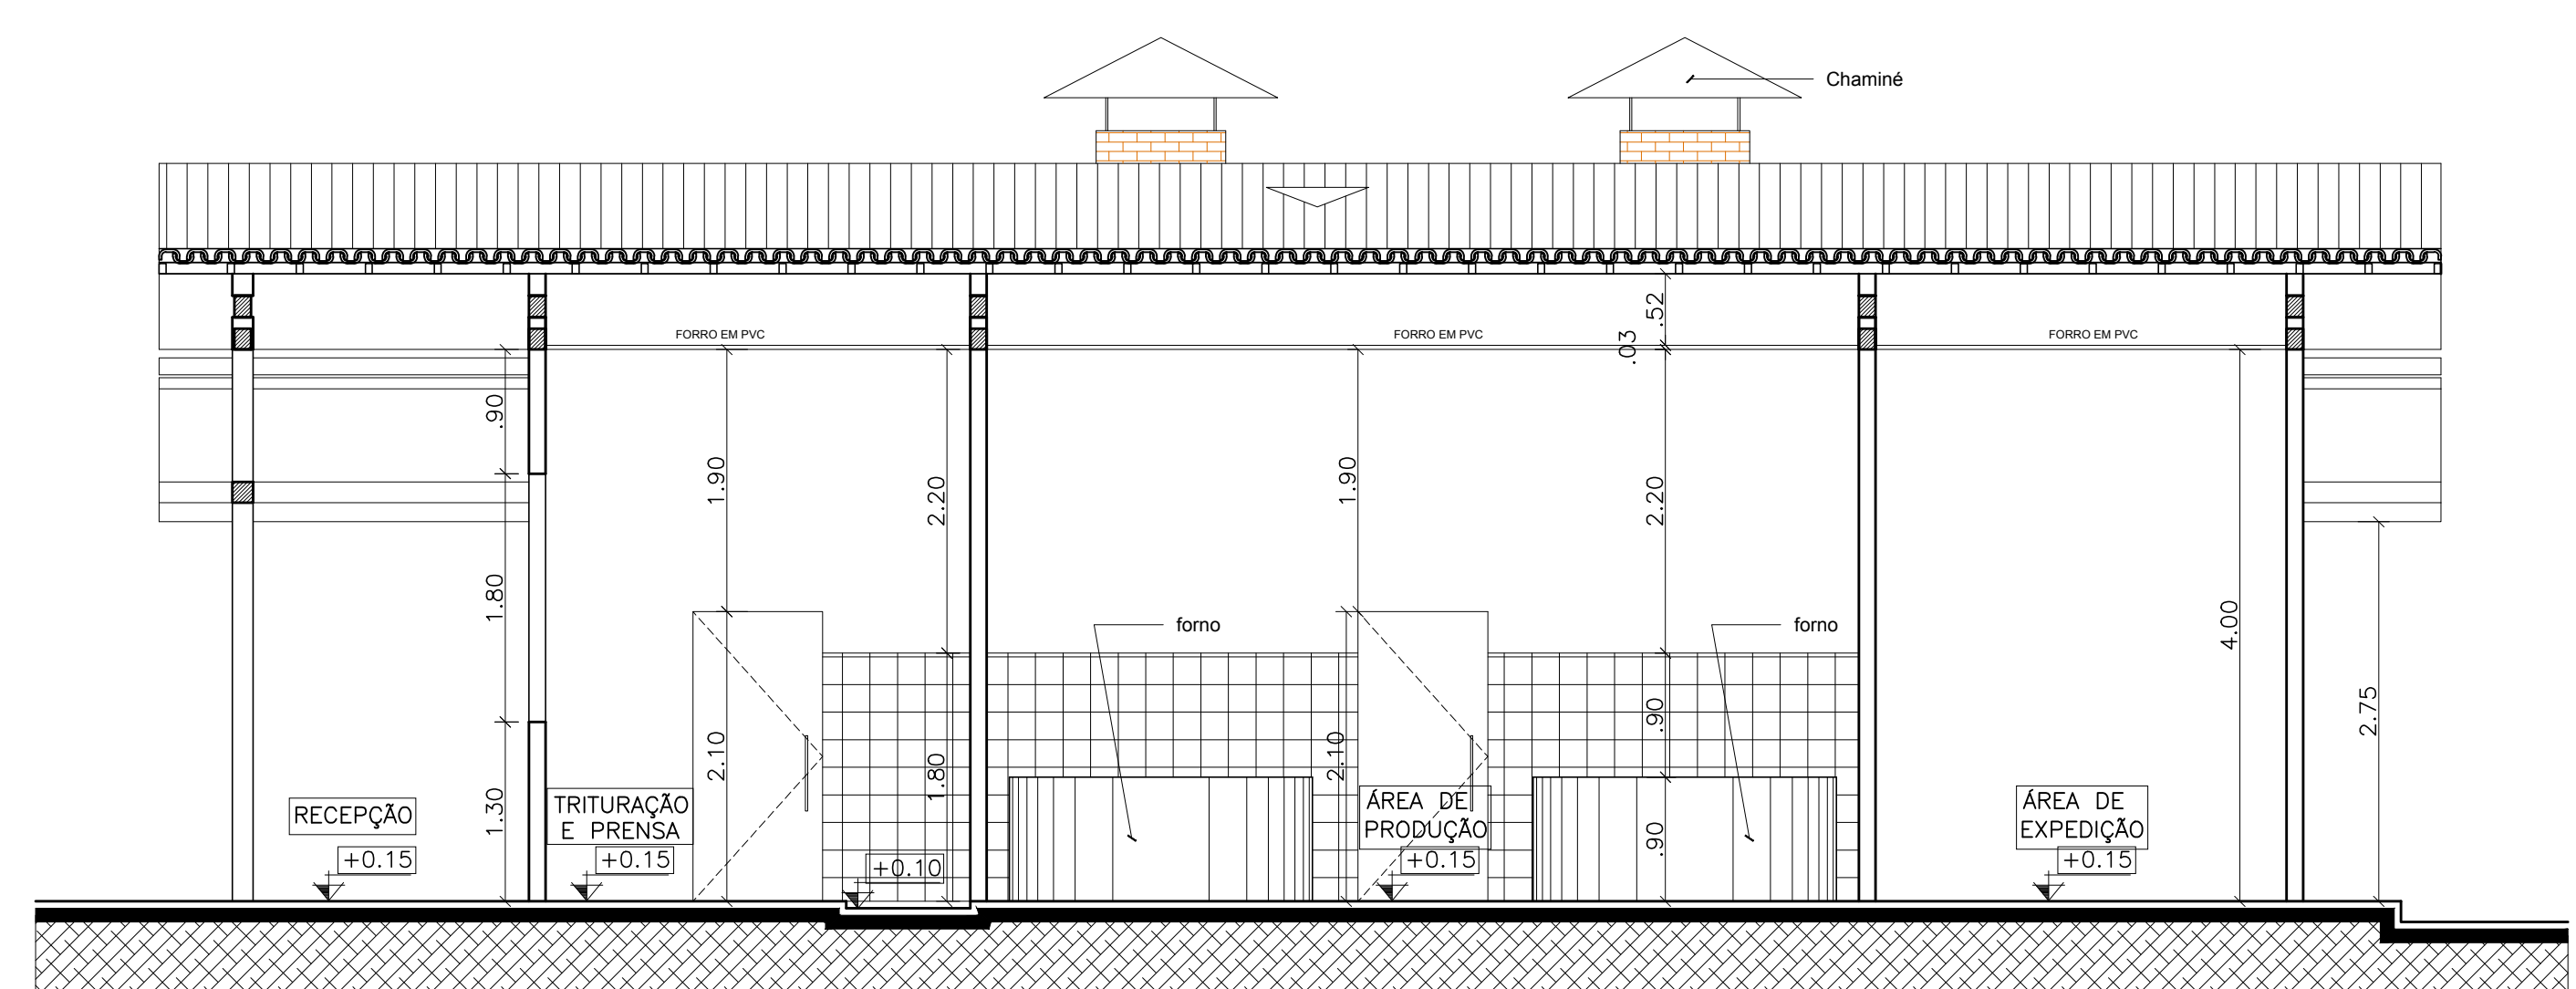 Chaminé
FORRO EM PVC
FORRO EM PVC
FORRO EM PVC
.52
.03
.90
1.90
2.20
1.90
2.20
1.80
4.00
2.75
forno
forno
2.10
1.80
2.10
.90
.90
1.30
RECEPÇÃO
+0.15
TRITURAÇÃO
E PRENSA
+0.15
+0.10
ÁREA DE
PRODUÇÃO
+0.15
ÁREA DE
EXPEDIÇÃO
+0.15